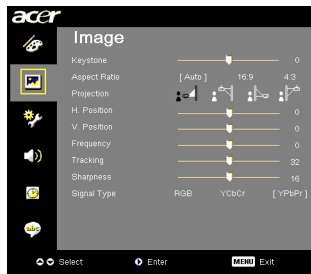 acer
Image
Keystone 0
Aspect Ratio [ Auto ] 16:9 4:3
Projection
H. Position 0
V. Position 0
Frequency 0
Tracking 32
Sharpness 16
Signal Type RGB YCbCr [ YPbPr ]
abc
Select Enter MENU Exit